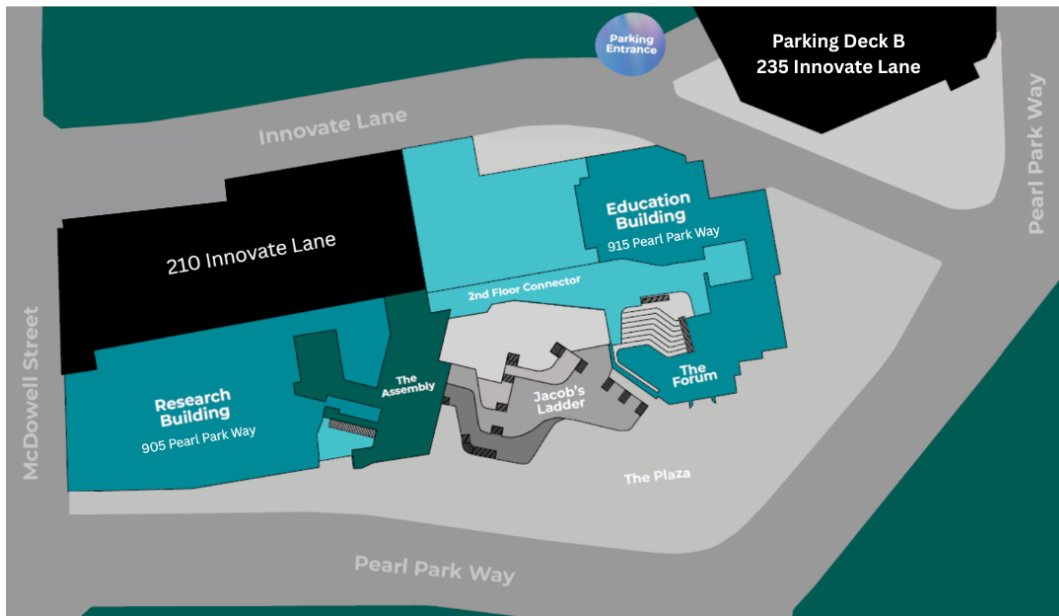 Parking
Entrance
Parking Deck B
235 Innovate Lane
Innovate Lane
Pearl Park Way
Education
Building
915 Pearl Park Way
210 Innovate Lane
2nd Floor Connector
McDowell Street
The
Assembly
The
Forum
Research
Building
905 Pearl Park Way
Jacob's
Ladder
The Plaza
Pearl Park Way